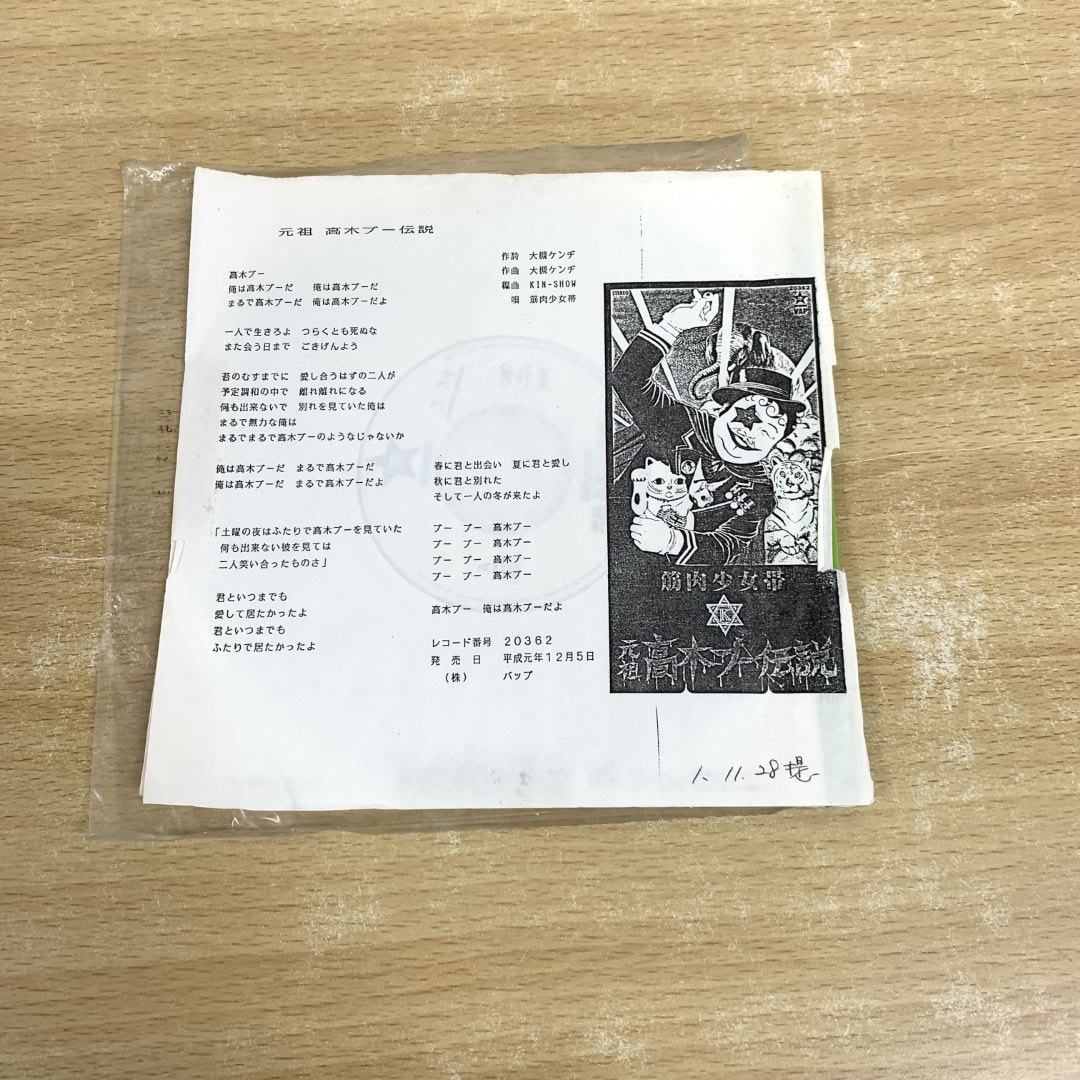 元祖 高木ブー伝説
作詩 大槻ケンヂ
作曲 大槻ケンヂ
編曲 KIN-SHOW
唄 筋肉少女帯
高木ブー
俺は高木ブーだ 俺は高木ブーだ
まるで高木ブーだ 俺は高木ブーだよ
一人で生きろよ つらくとも死ぬな
また会う日まで ごきげんよう
苔のむすまでに 愛し合うはずの二人が
予定調和の中で 離れ離れになる
何も出来ないで 別れを見ていた俺は
まるで無力な俺は
まるでまるで高木ブーのようなじゃないか
俺は高木ブーだ まるで高木ブーだ
俺は高木ブーだ まるで高木ブーだよ
「土曜の夜はふたりで高木ブーを見ていた
何も出来ない彼を見ては
二人笑い合ったものさ」
君といつまでも
愛して居たかったよ
君といつまでも
ふたりで居たかったよ
春に君と出会い 夏に君と愛し
秋に君と別れた
そして一人の冬が来たよ
ブー ブー 高木ブー
ブー ブー 高木ブー
ブー ブー 高木ブー
ブー ブー 高木ブー
高木ブー 俺は高木ブーだよ
レコード番号 20362
発売日 平成元年12月5日
(株) バップ
STEREO
20362
VAP
筋肉少女帯
K
元祖高木ブー伝説
1. 11. 28 提